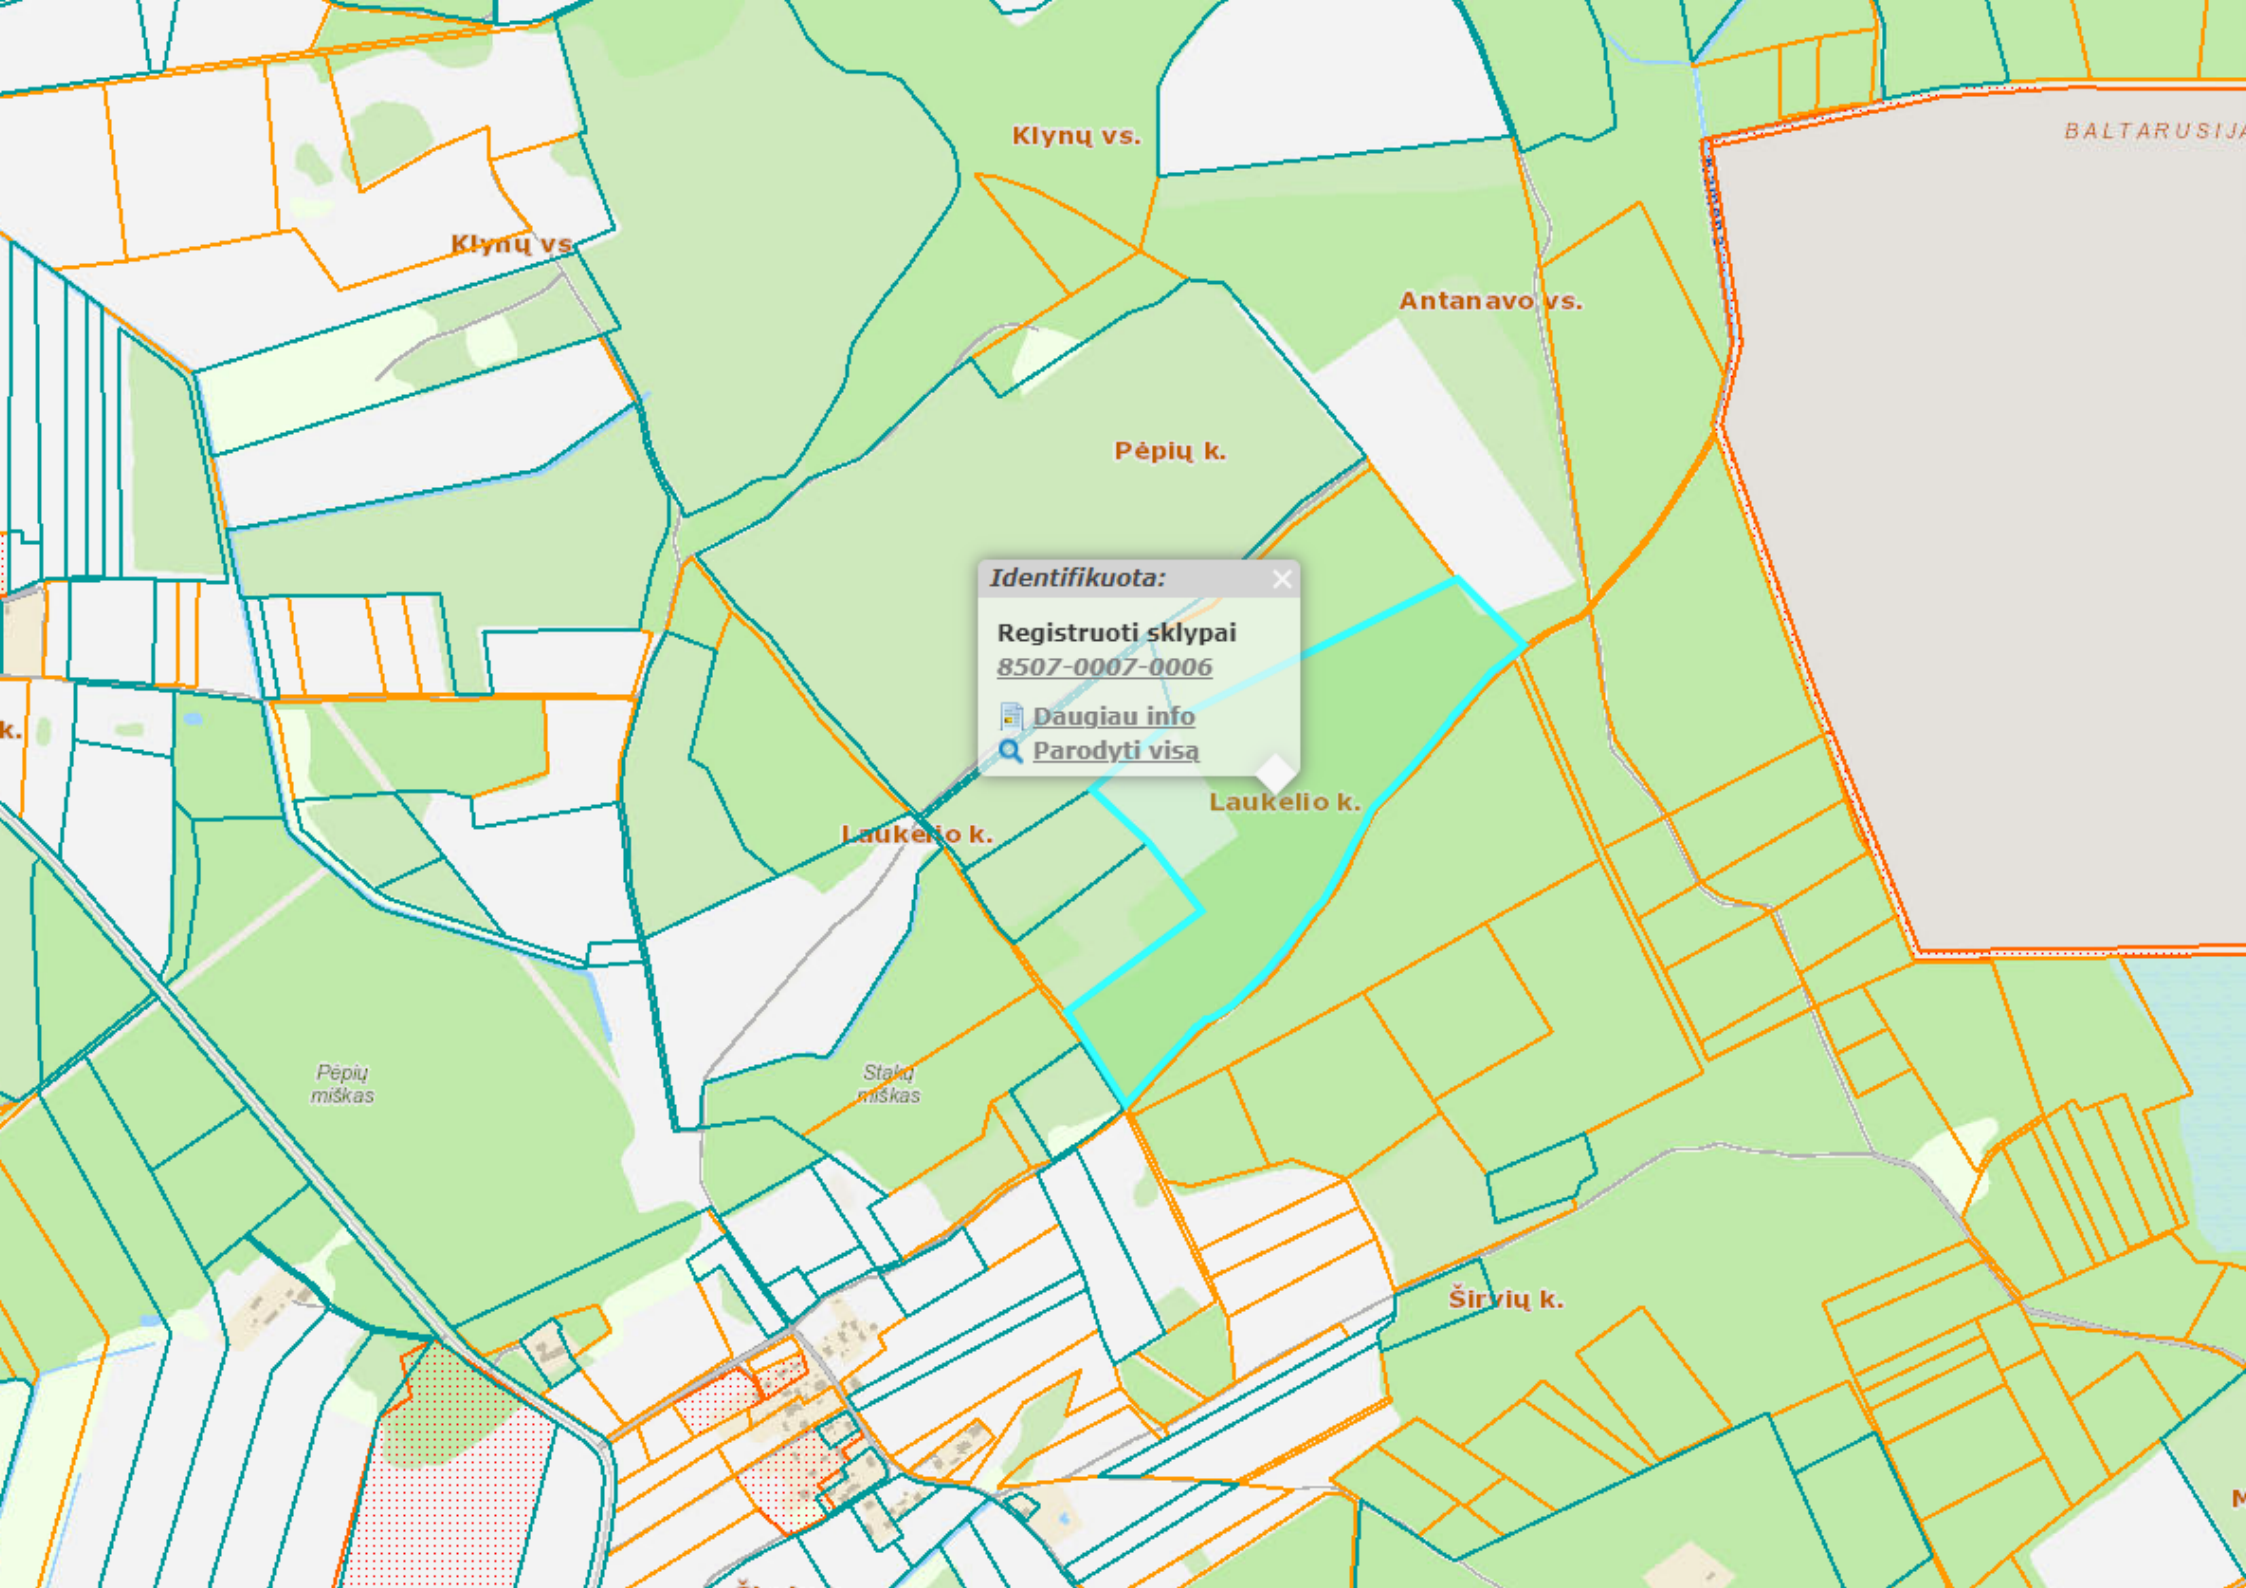 Klynų vs.
BALTARUSIJA
Klynų vs
Antanavo vs.
Pėpių k.
Identifikuota:
Registruoti sklypai
8507-0007-0006
Daugiau info
Parodyti visą
k.
Laukelio k.
Laukelio k.
Pėpių
miškas
Stakų
miškas
Širvių k.
M